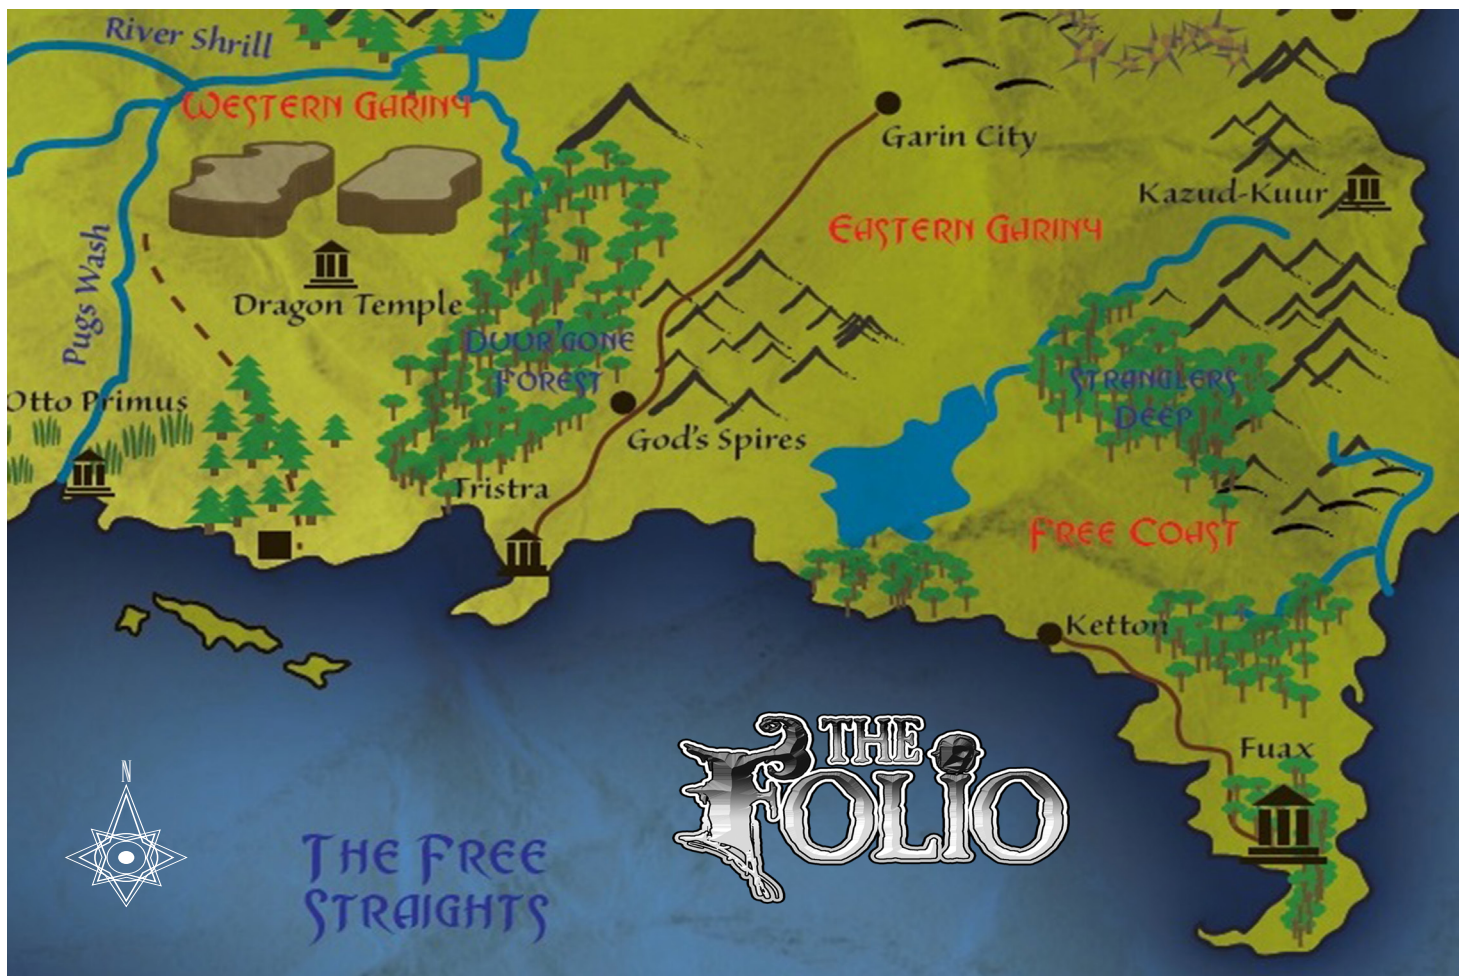 River Shrill
Western Gariny
Garin City
Kazud-Kuur
Eastern Gariny
Pugs Wash
Dragon Temple
Duur'gone
Forest
Stranglers
Deep
Otto Primus
God's Spires
Tristra
Free Coast
Ketton
Fuax
The Folio
N
The Free
Straights